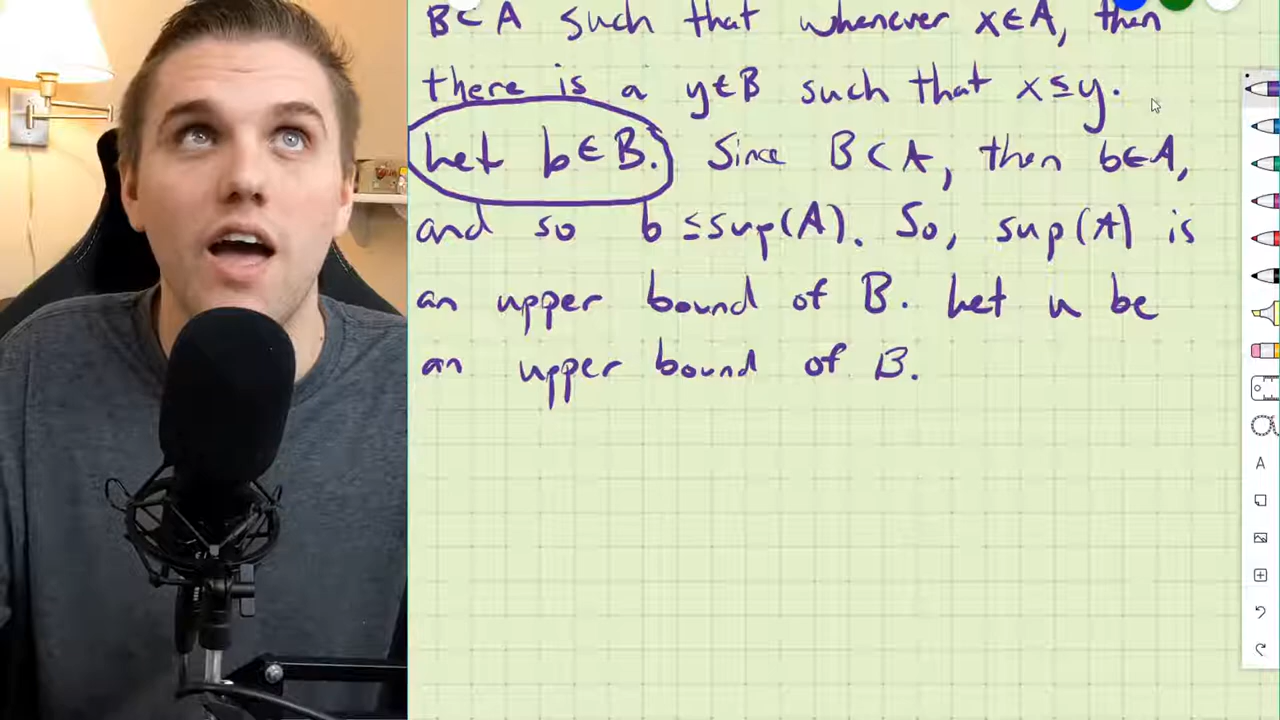 B⊂A such that whenever x∈A, then
there is a y∈B such that x≤y.
Let b∈B. Since B⊂A, then b∈A,
and so b≤sup(A). So, sup(A) is
an upper bound of B. Let u be
an upper bound of B.
A